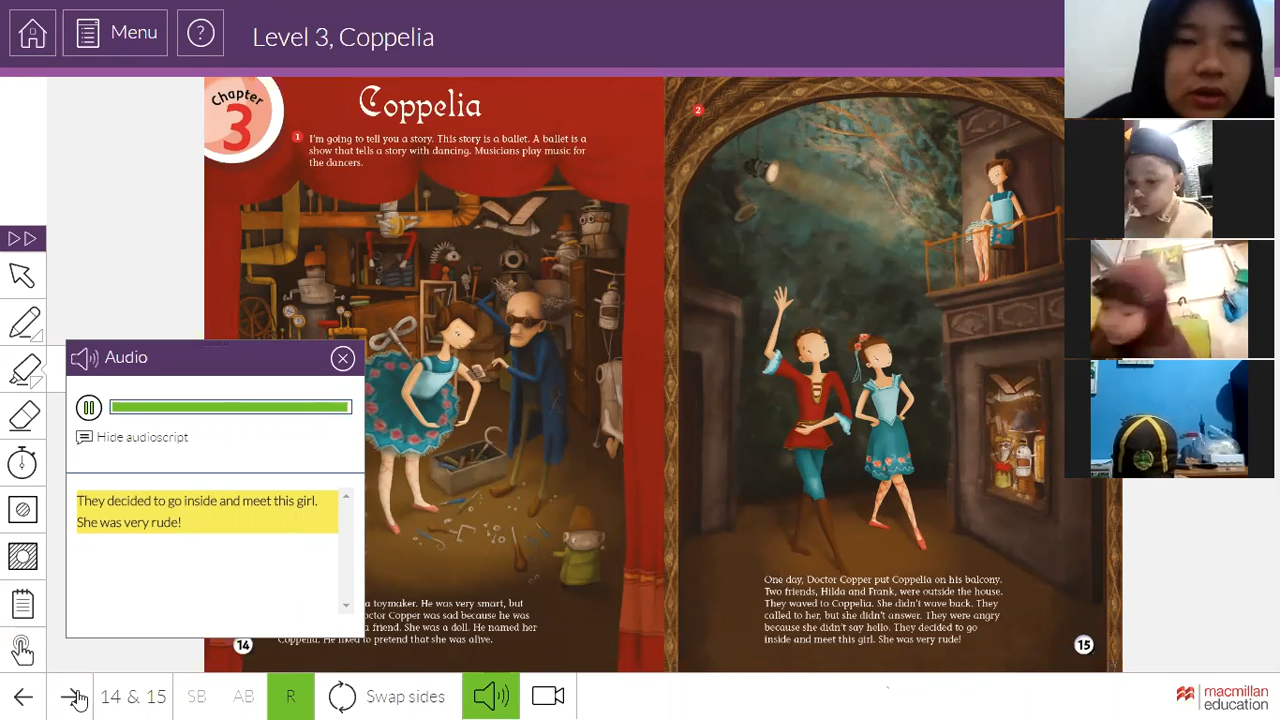 Menu
?
Level 3, Coppelia
Chapter
3
Coppelia
1 I'm going to tell you a story. This story is a ballet. A ballet is a
show that tells a story with dancing. Musicians play music for
the dancers.
2
Audio
Hide audioscript
They decided to go inside and meet this girl.
She was very rude!
a toymaker. He was very smart, but
octor Copper was sad because he was
a friend. She was a doll. He named her
Coppelia. He liked to pretend that she was alive.
14
One day, Doctor Copper put Coppelia on his balcony.
Two friends, Hilda and Frank, were outside the house.
They waved to Coppelia. She didn't wave back. They
called to her, but she didn't answer. They were angry
because she didn't say hello. They decided to go
inside and meet this girl. She was very rude!
15
14 & 15
SB
AB
R
Swap sides
macmillan
education